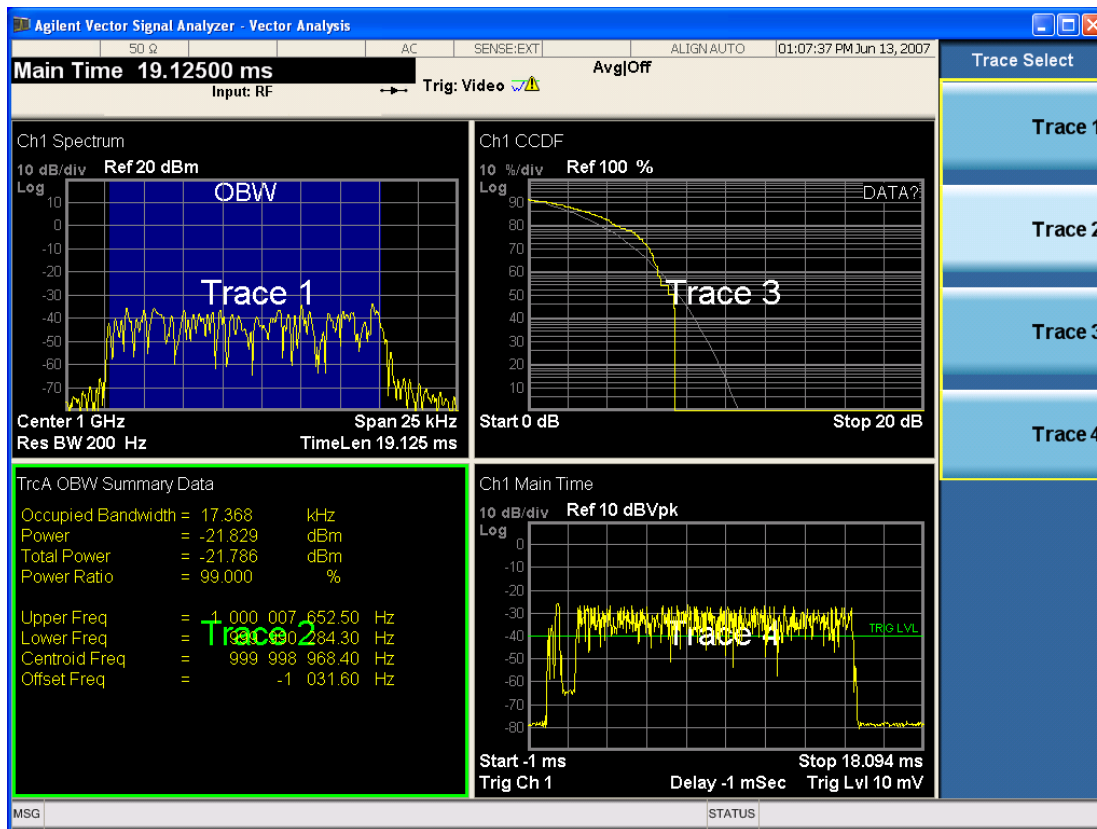 Agilent Vector Signal Analyzer - Vector Analysis
50 Ω AC SENSE:EXT ALIGN AUTO 01:07:37 PM Jun 13, 2007
Main Time 19.12500 ms
Input: RF
Trig: Video
Avg|Off
Trace Select
Trace 1
Trace 2
Trace 3
Trace 4
Ch1 Spectrum
10 dB/div Ref 20 dBm
Log
OBW
10
0
-10
-20
-30
-40
-50
-60
-70
Trace 1
Center 1 GHz Span 25 kHz
Res BW 200 Hz TimeLen 19.125 ms
Ch1 CCDF
10 %/div Ref 100 %
Log
DATA?
90
80
70
60
50
40
30
20
10
Trace 3
Start 0 dB Stop 20 dB
TrcA OBW Summary Data
Occupied Bandwidth = 17.368 kHz
Power = -21.829 dBm
Total Power = -21.786 dBm
Power Ratio = 99.000 %
Upper Freq = 1 000 007 652.50 Hz
Lower Freq = 999 990 284.30 Hz
Centroid Freq = 999 998 968.40 Hz
Offset Freq = -1 031.60 Hz
Trace 2
Ch1 Main Time
10 dB/div Ref 10 dBVpk
Log
0
-10
-20
-30
-40
-50
-60
-70
-80
TRIG LVL
Trace 4
Start -1 ms Stop 18.094 ms
Trig Ch 1 Delay -1 mSec Trig Lvl 10 mV
MSG STATUS